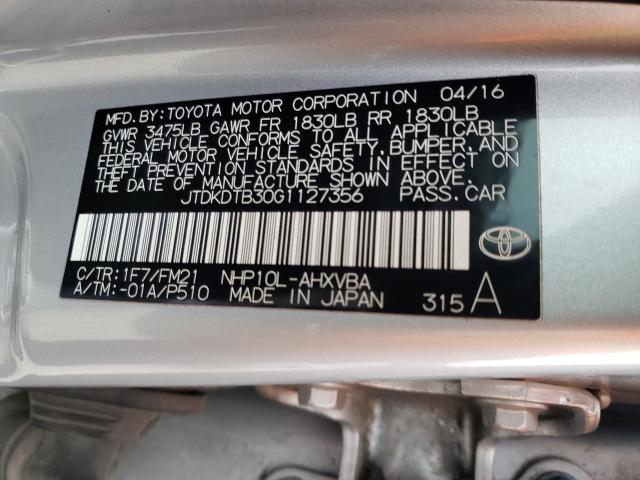 MFD. BY: TOYOTA MOTOR CORPORATION 04/16
GVWR 3475LB GAWR FR 1830LB RR 1830LB
THIS VEHICLE CONFORMS TO ALL APPLICABLE
FEDERAL MOTOR VEHICLE SAFETY, BUMPER, AND
THEFT PREVENTION STANDARDS IN EFFECT ON
THE DATE OF MANUFACTURE SHOWN ABOVE.
JTDKDTB30G1127356 PASS. CAR
C/TR: 1F7/FM21 NHP10L-AHXVBA
A/TM: -01A/P510 MADE IN JAPAN 315 A